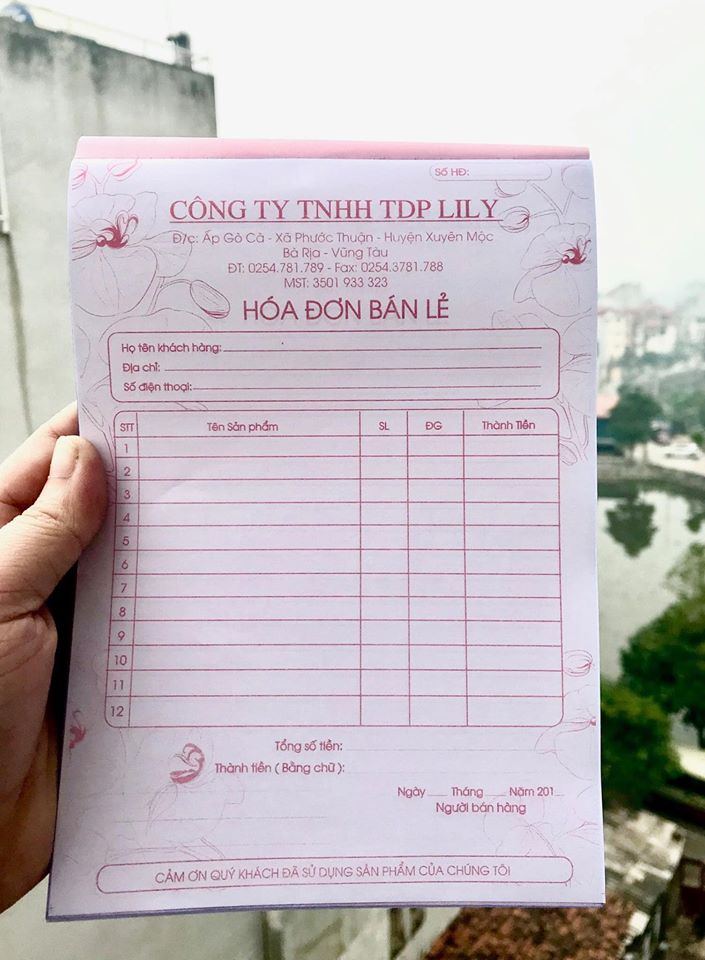 Số HĐ:
CÔNG TY TNHH TDP LILY
Đ/c: Ấp Gò Cà - Xã Phước Thuận - Huyện Xuyên Mộc
Bà Rịa - Vũng Tàu
ĐT: 0254.781.789 - Fax: 0254.3781.788
MST: 3501 933 323
HÓA ĐƠN BÁN LẺ
Họ tên khách hàng:
Địa chỉ:
Số điện thoại:
STT Tên Sản phẩm SL ĐG Thành Tiền
1
2
3
4
5
6
7
8
9
10
11
12
Tổng số tiền:
Thành tiền ( Bằng chữ ):
Ngày Tháng Năm 201
Người bán hàng
CẢM ƠN QUÝ KHÁCH ĐÃ SỬ DỤNG SẢN PHẨM CỦA CHÚNG TÔI